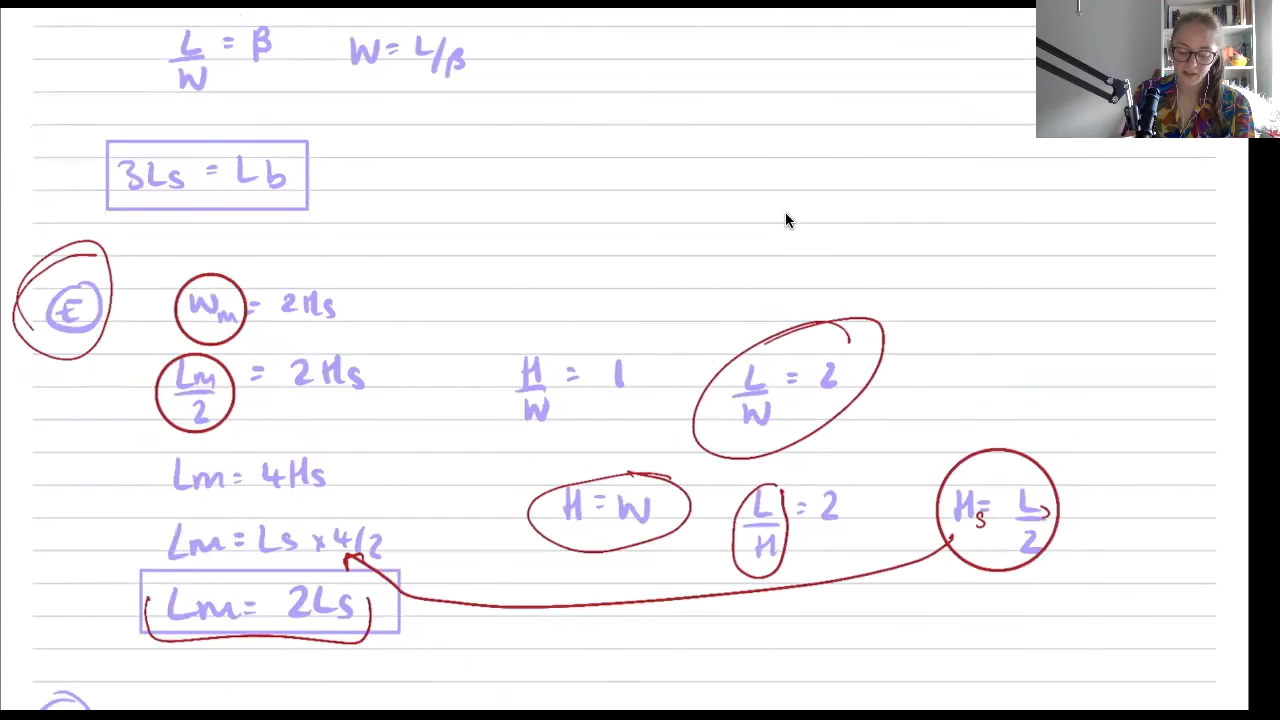 L/W = β   W = L/β
3Ls = Lb
E   Wm = 2Hs
Lm/2 = 2Hs   H/W = 1   L/W = 2
Lm = 4Hs
H = W   L/H = 2   Hs = Ls/2
Lm = Ls × 4/2
Lm = 2Ls